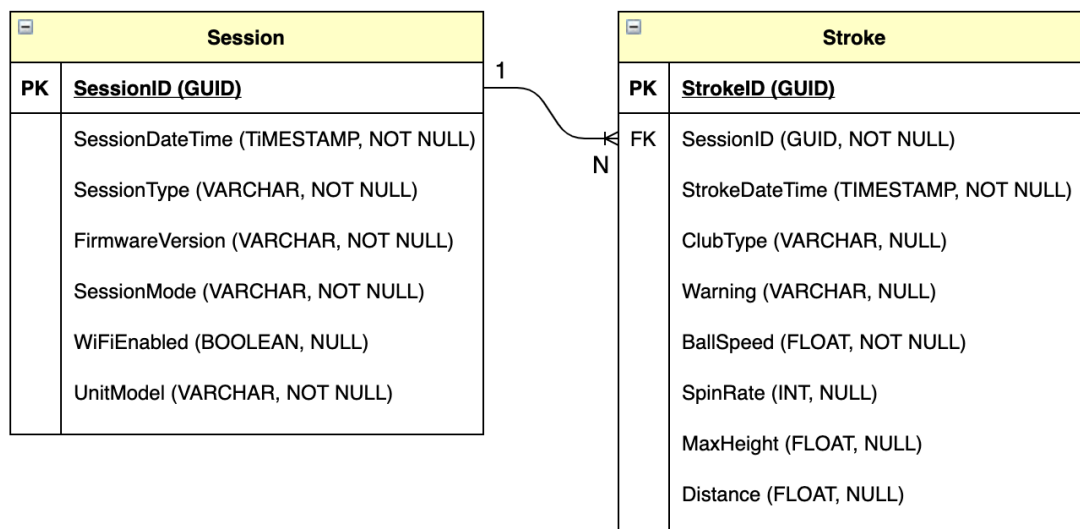 Session
PK SessionID (GUID)
SessionDateTime (TiMESTAMP, NOT NULL)
SessionType (VARCHAR, NOT NULL)
FirmwareVersion (VARCHAR, NOT NULL)
SessionMode (VARCHAR, NOT NULL)
WiFiEnabled (BOOLEAN, NULL)
UnitModel (VARCHAR, NOT NULL)
1
N
Stroke
PK StrokeID (GUID)
FK SessionID (GUID, NOT NULL)
StrokeDateTime (TIMESTAMP, NOT NULL)
ClubType (VARCHAR, NULL)
Warning (VARCHAR, NULL)
BallSpeed (FLOAT, NOT NULL)
SpinRate (INT, NULL)
MaxHeight (FLOAT, NULL)
Distance (FLOAT, NULL)